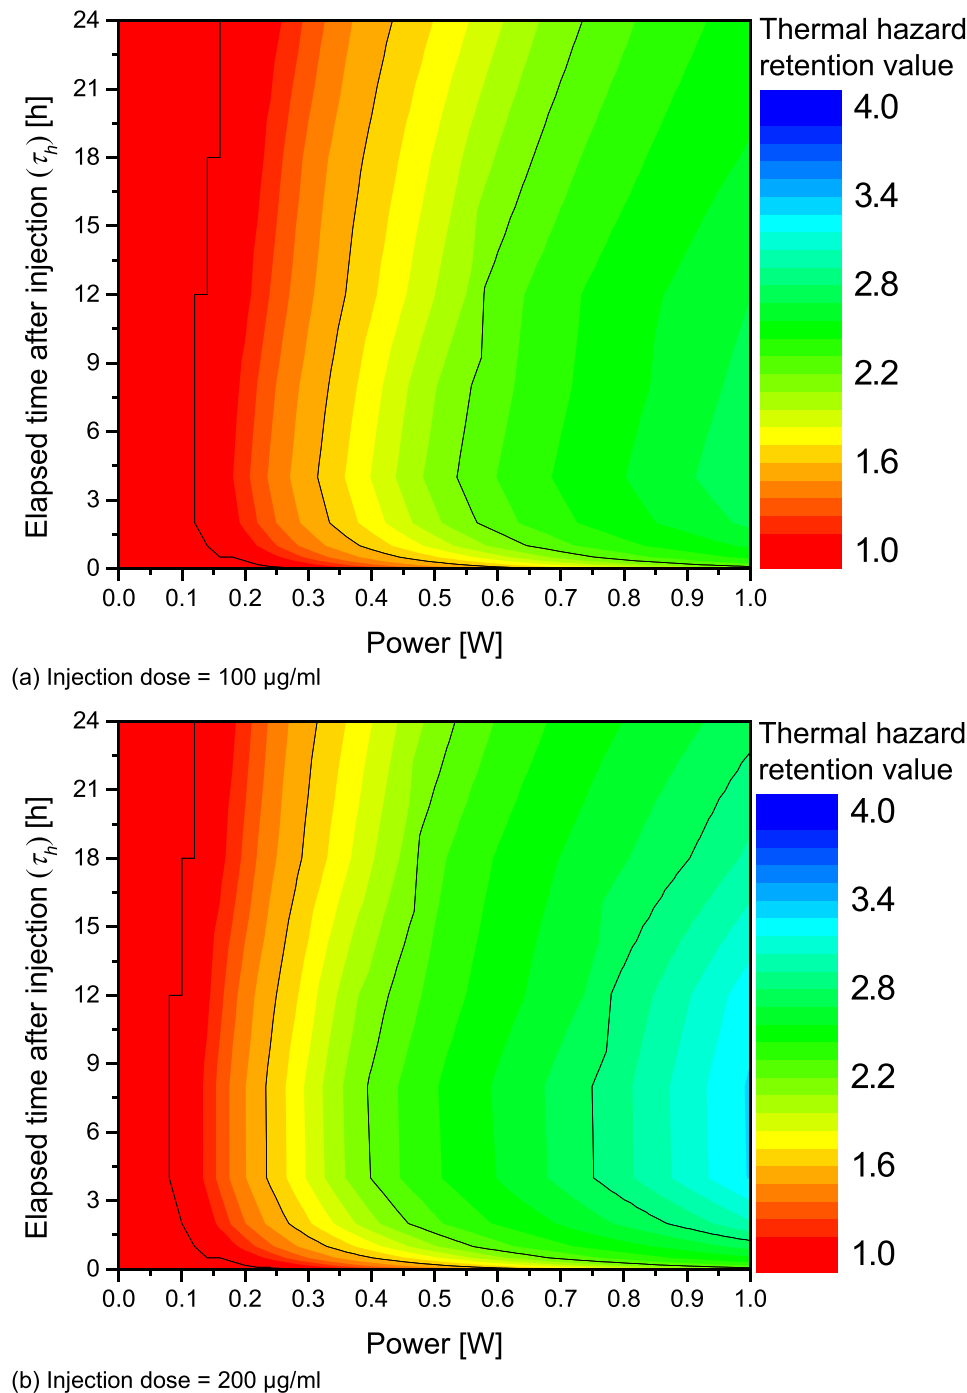 Thermal hazard
retention value
24
21
18
15
12
9
6
3
0
Elapsed time after injection (τh) [h]
4.0
3.4
2.8
2.2
1.6
1.0
0.0 0.1 0.2 0.3 0.4 0.5 0.6 0.7 0.8 0.9 1.0
Power [W]
(a) Injection dose = 100 μg/ml
Thermal hazard
retention value
24
21
18
15
12
9
6
3
0
Elapsed time after injection (τh) [h]
4.0
3.4
2.8
2.2
1.6
1.0
0.0 0.1 0.2 0.3 0.4 0.5 0.6 0.7 0.8 0.9 1.0
Power [W]
(b) Injection dose = 200 μg/ml